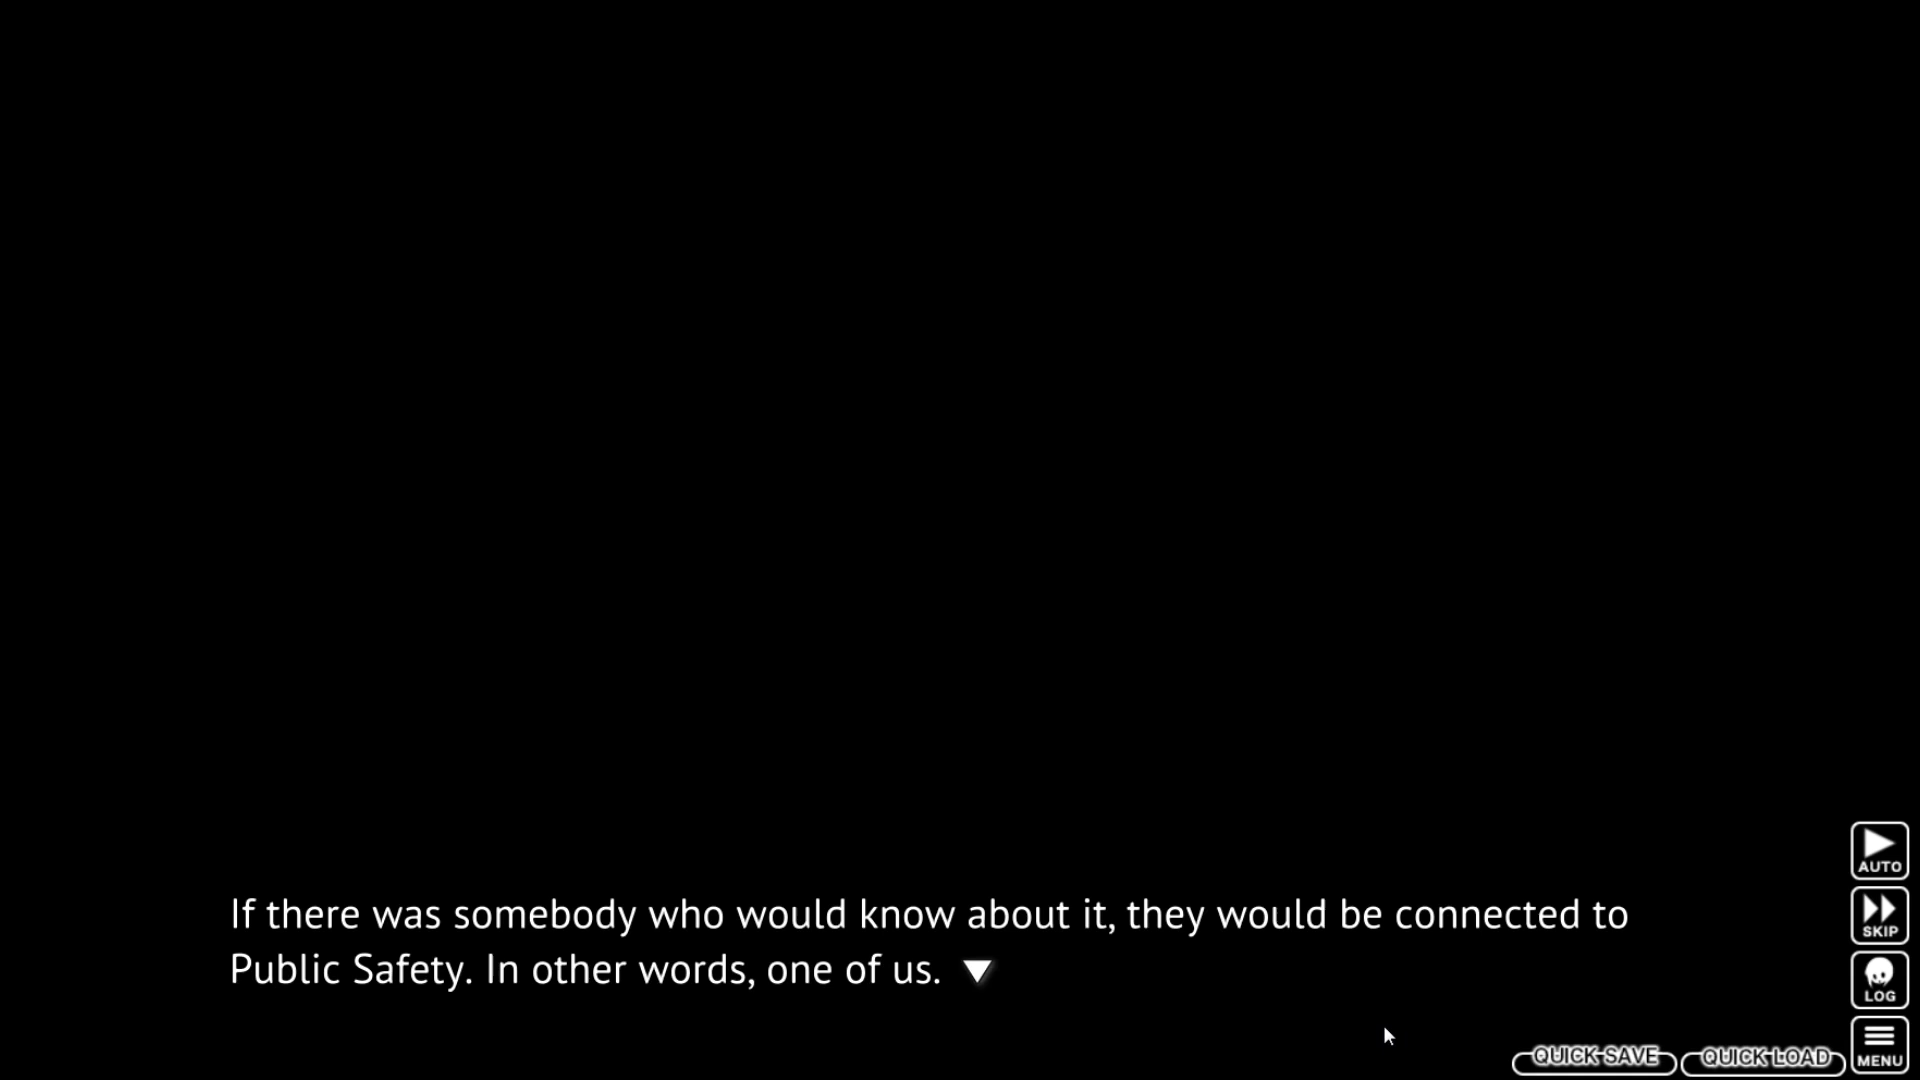 If there was somebody who would know about it, they would be connected to
Public Safety. In other words, one of us.
AUTO
SKIP
LOG
MENU
QUICK SAVE
QUICK LOAD